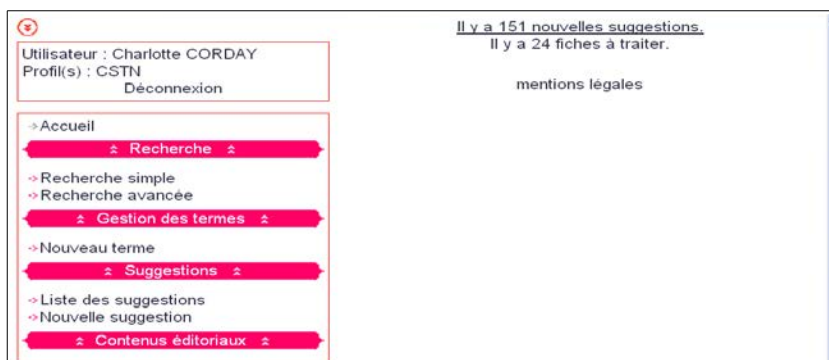 Utilisateur : Charlotte CORDAY
Profil(s) : CSTN
Déconnexion
Accueil
Recherche
Recherche simple
Recherche avancée
Gestion des termes
Nouveau terme
Suggestions
Liste des suggestions
Nouvelle suggestion
Contenus éditoriaux
Il y a 151 nouvelles suggestions.
Il y a 24 fiches à traiter.
mentions légales